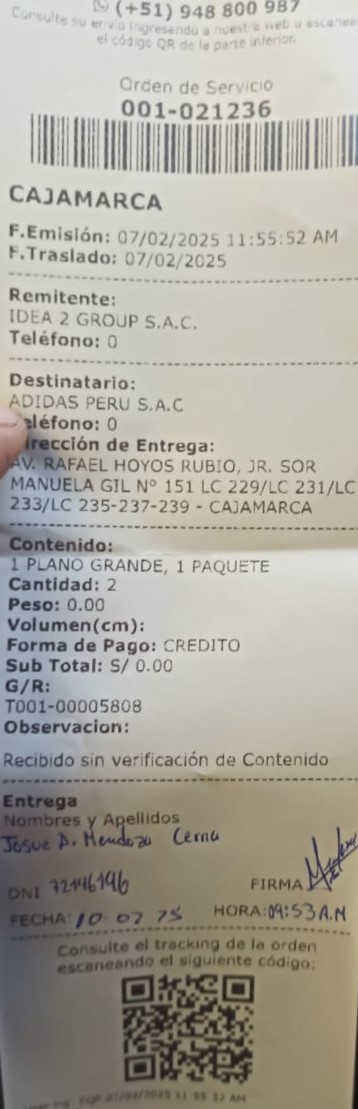 (+51) 948 800 987
Consulte su envío ingresando a nuestra web o escanea
el código QR de la parte inferior.
Orden de Servicio
001-021236
CAJAMARCA
F.Emisión: 07/02/2025 11:55:52 AM
F.Traslado: 07/02/2025
Remitente:
IDEA 2 GROUP S.A.C.
Teléfono: 0
Destinatario:
ADIDAS PERU S.A.C
eléfono: 0
irección de Entrega:
AV. RAFAEL HOYOS RUBIO, JR. SOR
MANUELA GIL Nº 151 LC 229/LC 231/LC
233/LC 235-237-239 - CAJAMARCA
Contenido:
1 PLANO GRANDE, 1 PAQUETE
Cantidad: 2
Peso: 0.00
Volumen(cm):
Forma de Pago: CREDITO
Sub Total: S/ 0.00
G/R:
T001-00005808
Observacion:
Recibido sin verificación de Contenido
Entrega
Nombres y Apellidos
Josue D. Mendoza Cerna
DNI 72146196
FIRMA
FECHA: 10-02 25 HORA: 09:53 A.M
Consulte el tracking de la orden
escaneando el siguiente código: